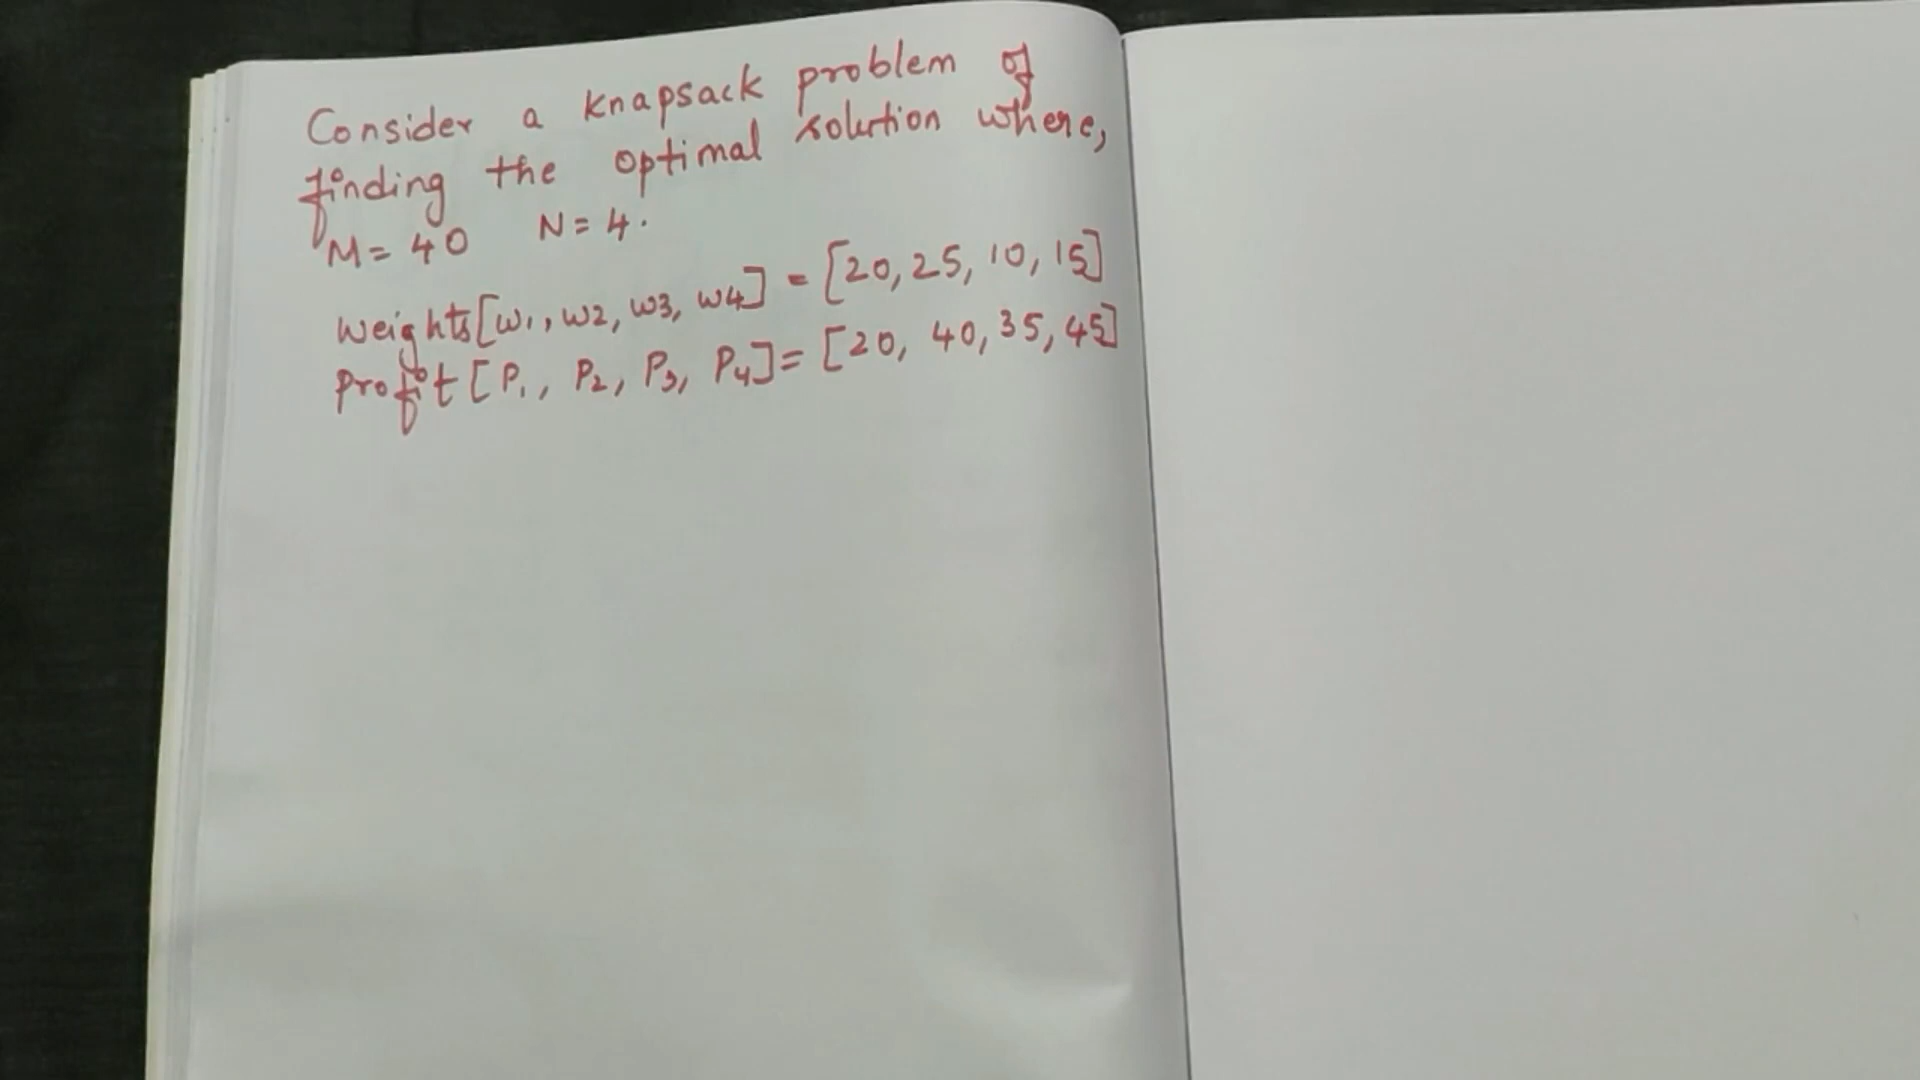 Consider a knapsack problem of
finding the optimal solution where,
M= 40 N= 4.
Weights[w1, w2, w3, w4] = [20, 25, 10, 15]
Profit [P1, P2, P3, P4] = [20, 40, 35, 45]